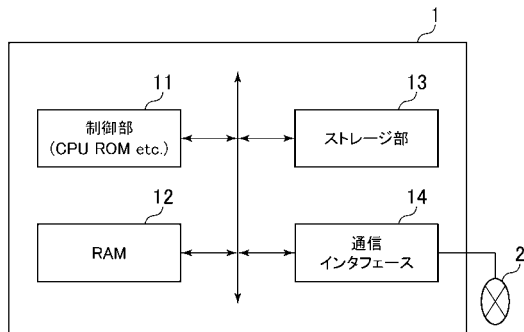 1
11
制御部
(CPU ROM etc.)
13
ストレージ部
12
RAM
14
通信
インタフェース
2